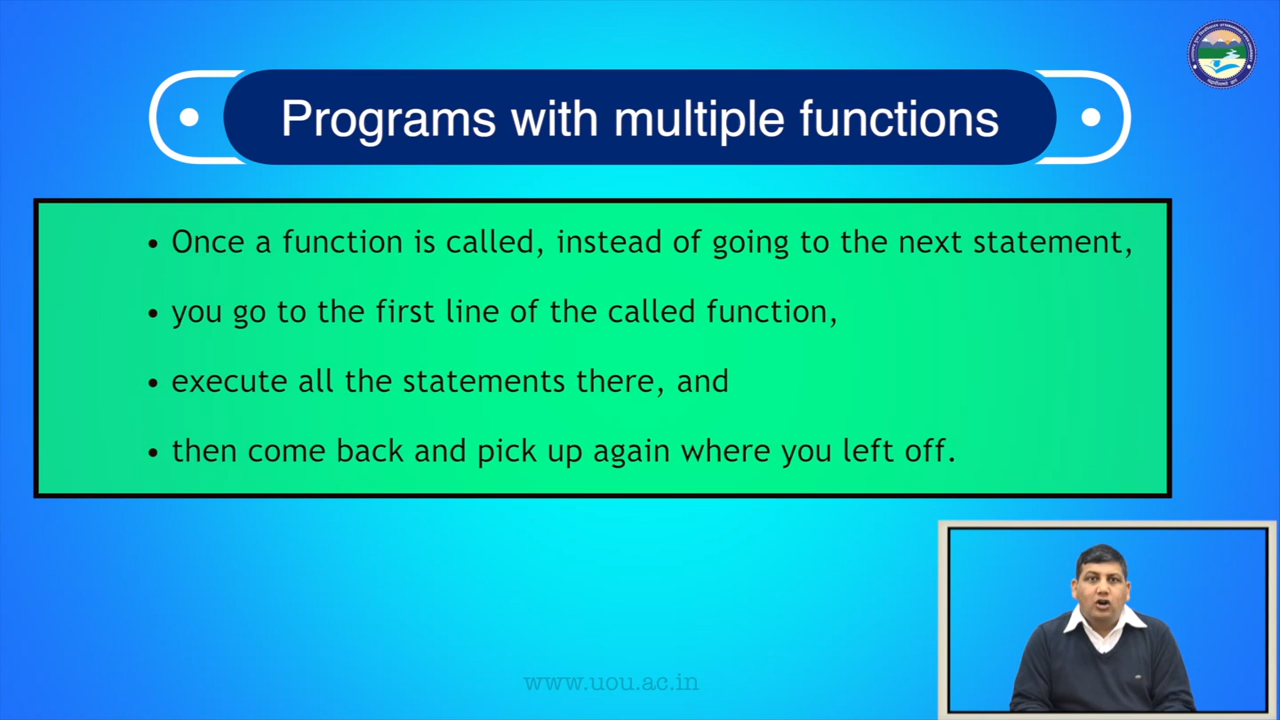 Programs with multiple functions
• Once a function is called, instead of going to the next statement,
• you go to the first line of the called function,
• execute all the statements there, and
• then come back and pick up again where you left off.
www.uou.ac.in